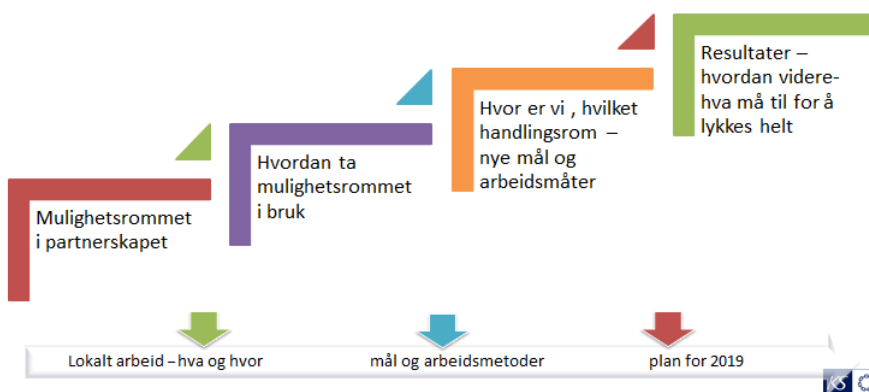 Mulighetsrommet
i partnerskapet
Hvordan ta
mulighetsrommet
i bruk
Hvor er vi , hvilket
handlingsrom –
nye mål og
arbeidsmåter
Resultater –
hvordan videre-
hva må til for å
lykkes helt
Lokalt arbeid – hva og hvor
mål og arbeidsmetoder
plan for 2019
KS